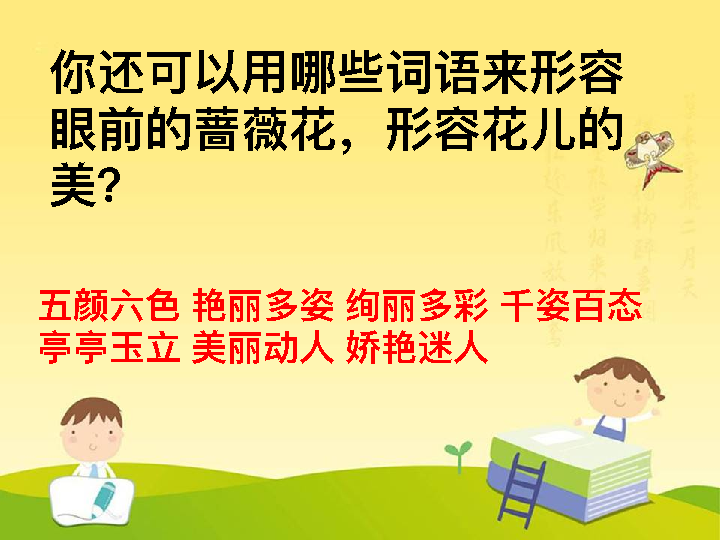 你还可以用哪些词语来形容
眼前的蔷薇花，形容花儿的
美？
五颜六色 艳丽多姿 绚丽多彩 千姿百态
亭亭玉立 美丽动人 娇艳迷人